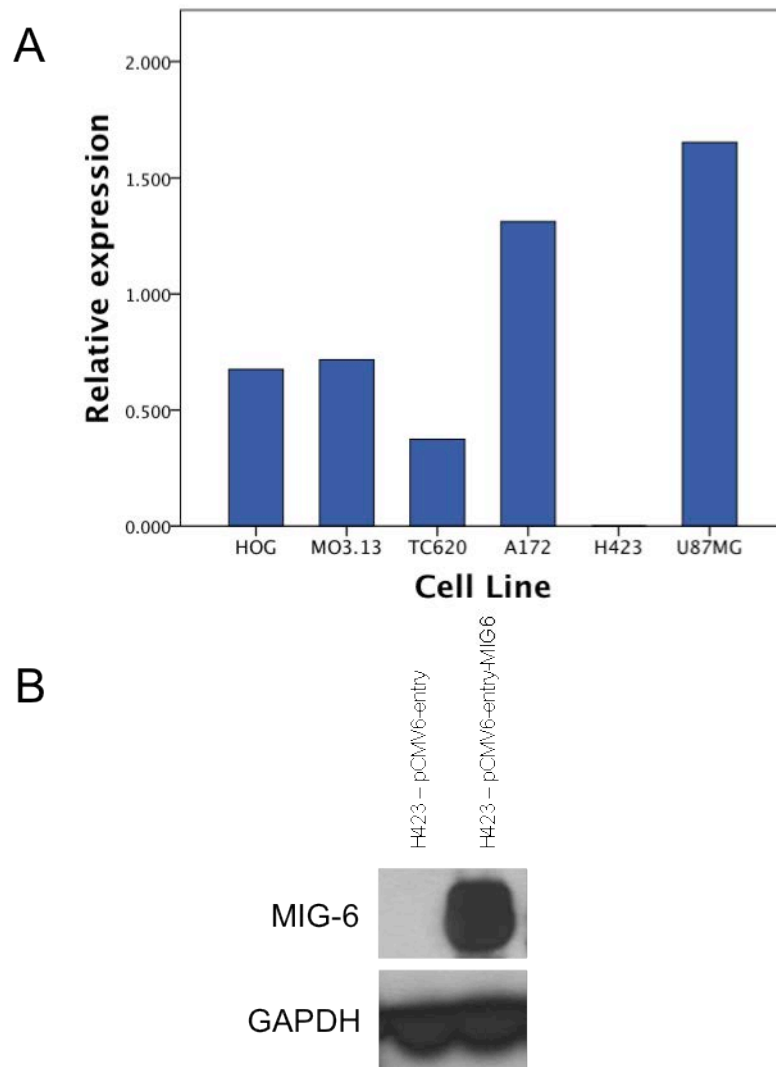 A
Relative expression
2.000
1.500
1.000
0.500
0.000
HOG MO3.13 TC620 A172 H423 U87MG
Cell Line
B
H423 – pCMV6-entry
H423 – pCMV6-entry-MIG6
MIG-6
GAPDH